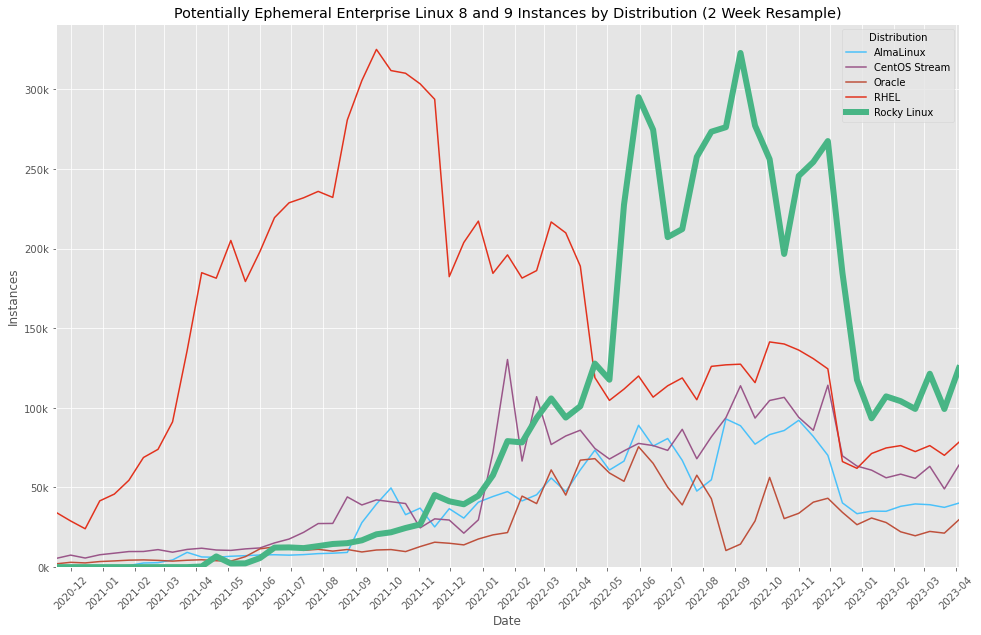 Potentially Ephemeral Enterprise Linux 8 and 9 Instances by Distribution (2 Week Resample)
Distribution
AlmaLinux
CentOS Stream
Oracle
RHEL
Rocky Linux
300k
250k
200k
150k
100k
50k
0k
Instances
2020-12
2021-01
2021-02
2021-03
2021-04
2021-05
2021-06
2021-07
2021-08
2021-09
2021-10
2021-11
2021-12
2022-01
2022-02
2022-03
2022-04
2022-05
2022-06
2022-07
2022-08
2022-09
2022-10
2022-11
2022-12
2023-01
2023-02
2023-03
2023-04
Date